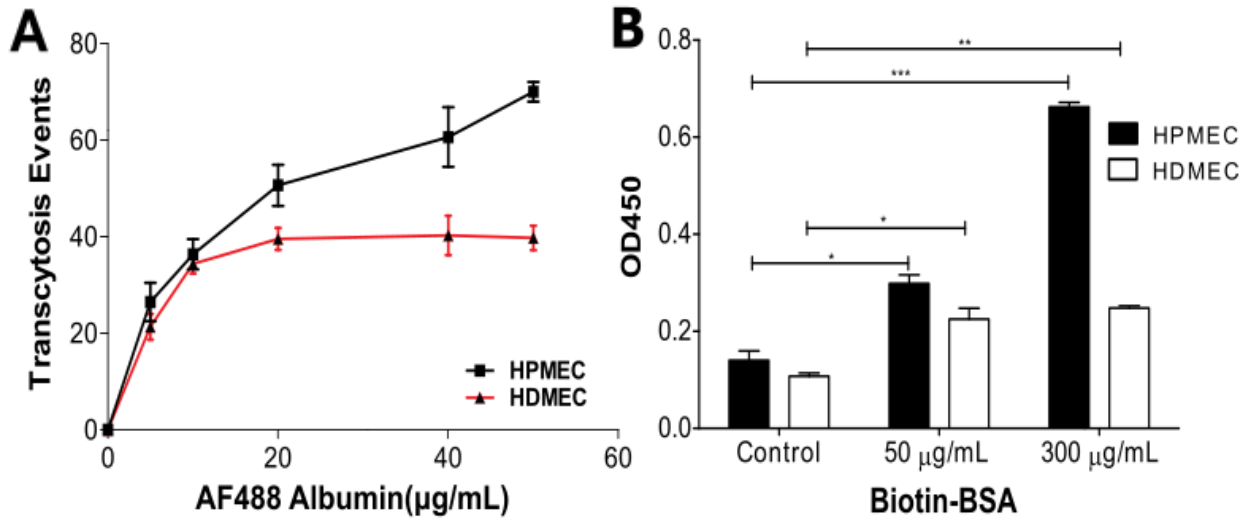 A
Transcytosis Events
80
60
40
20
0
0 20 40 60
AF488 Albumin(μg/mL)
HPMEC
HDMEC
B
OD450
0.8
0.6
0.4
0.2
0.0
**
***
*
*
HPMEC
HDMEC
Control 50 μg/mL 300 μg/mL
Biotin-BSA